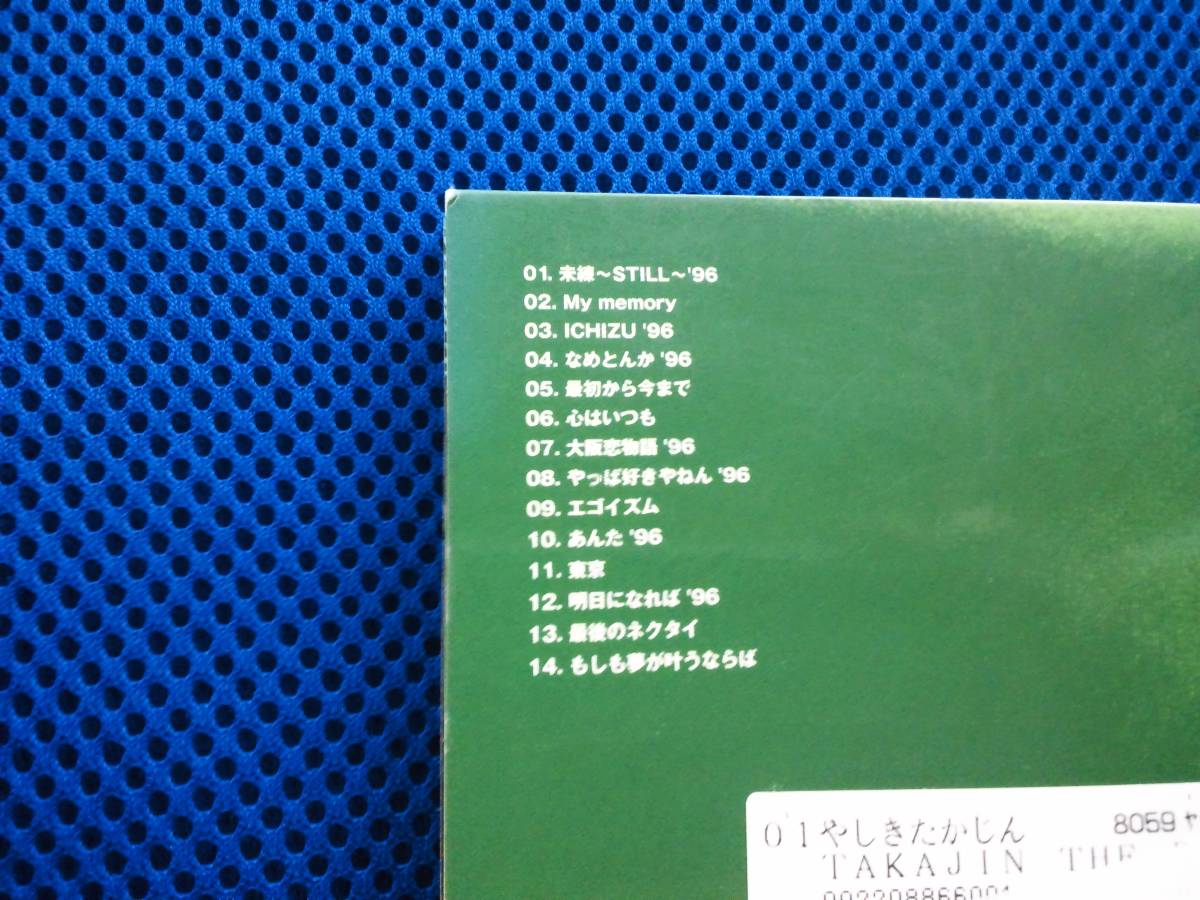 01. 未練～STILL～'96
02. My memory
03. ICHIZU '96
04. なめとんか '96
05. 最初から今まで
06. 心はいつも
07. 大阪恋物語 '96
08. やっぱ好きやねん '96
09. エゴイズム
10. あんた '96
11. 東京
12. 明日になれば '96
13. 最後のネクタイ
14. もしも夢が叶うならば
01やしきたかじん 8059 ヤ
TAKAJIN THE